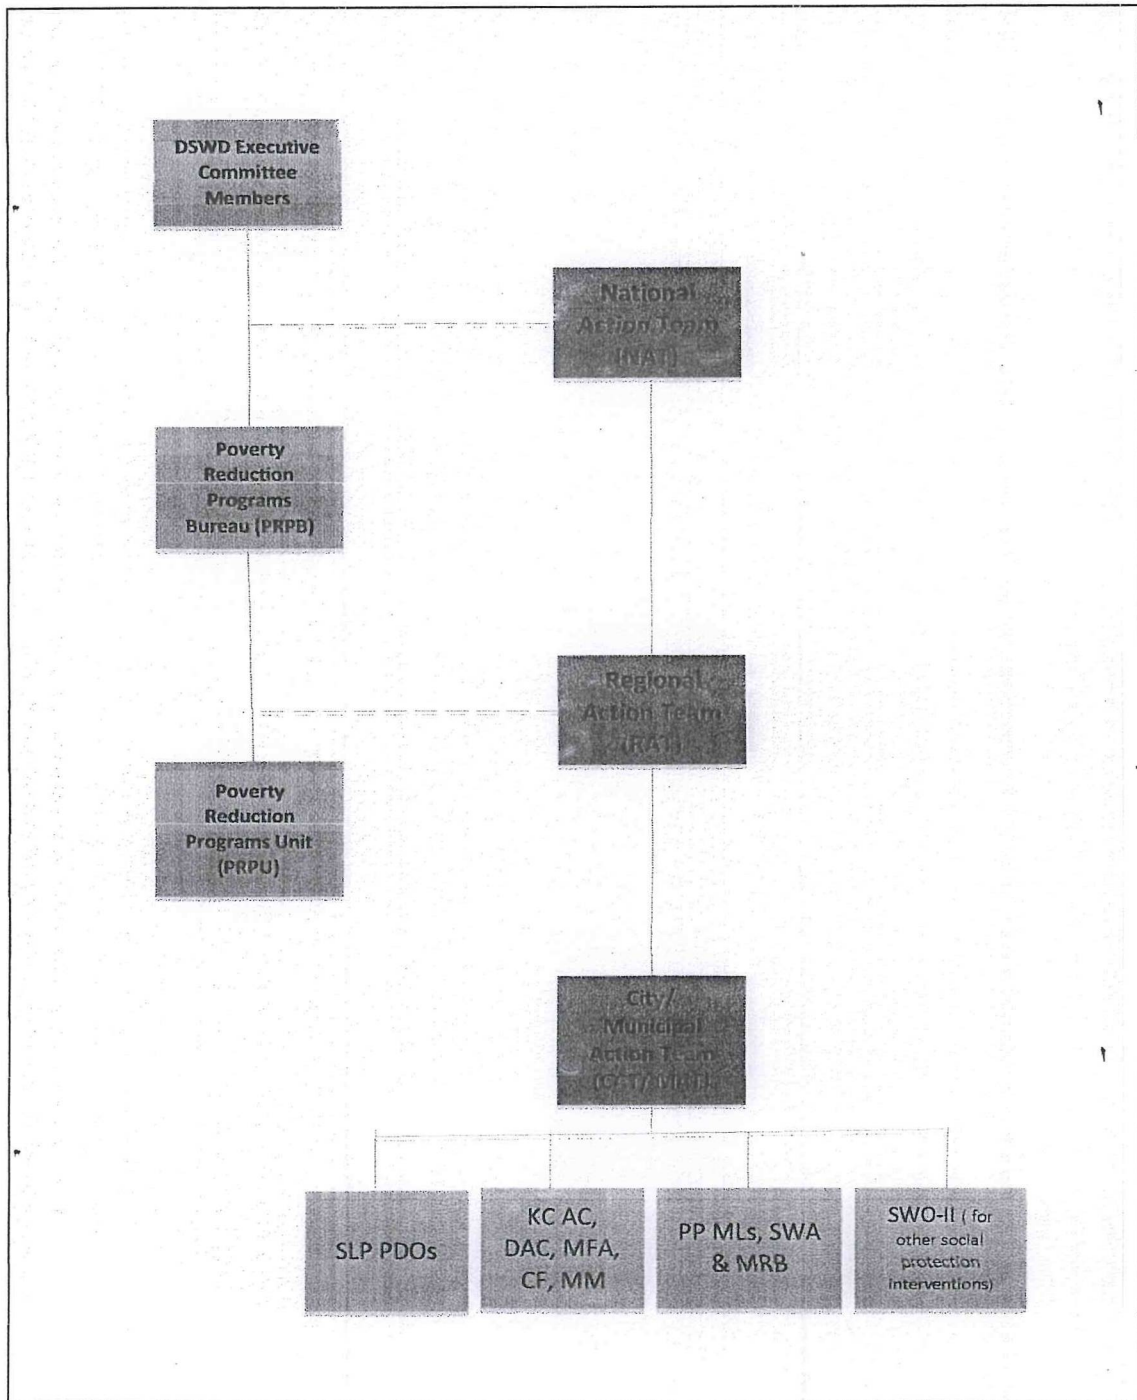 DSWD Executive
Committee
Members
National
Action Team
(NAT)
Poverty
Reduction
Programs
Bureau (PRPB)
Regional
Action Team
(RAT)
Poverty
Reduction
Programs Unit
(PRPU)
City/
Municipal
Action Team
SLP PDOs
KC AC,
DAC, MFA,
CF, MM
PP MLs, SWA
& MRB
SWO-II ( for
other social
protection
interventions)